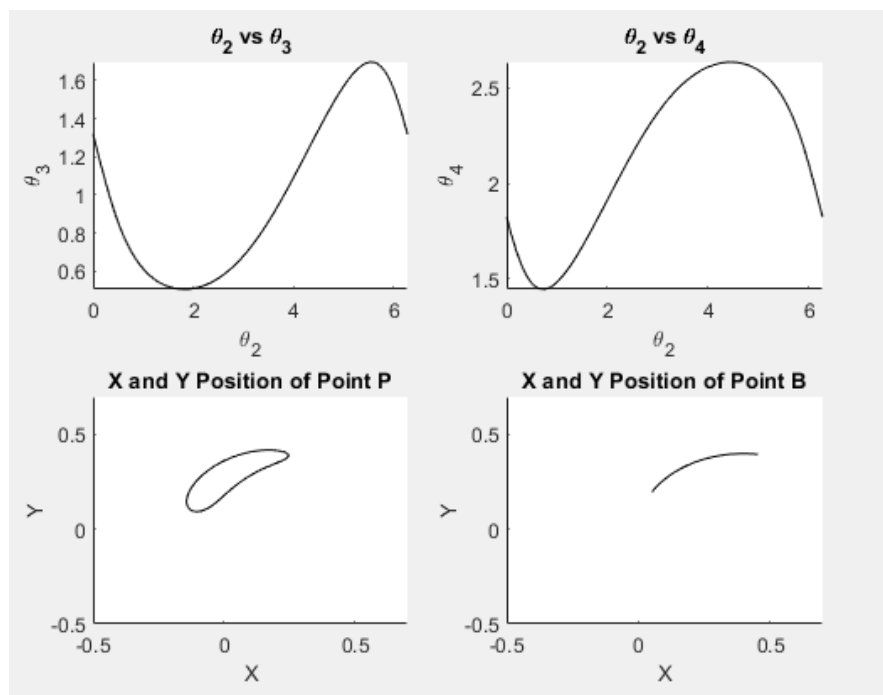 θ2 vs θ3
θ3
1.6
1.4
1.2
1
0.8
0.6
0
2
4
6
θ2
θ2 vs θ4
θ4
2.5
2
1.5
0
2
4
6
θ2
X and Y Position of Point P
Y
0.5
0
-0.5
-0.5
0
0.5
X
X and Y Position of Point B
Y
0.5
0
-0.5
-0.5
0
0.5
X